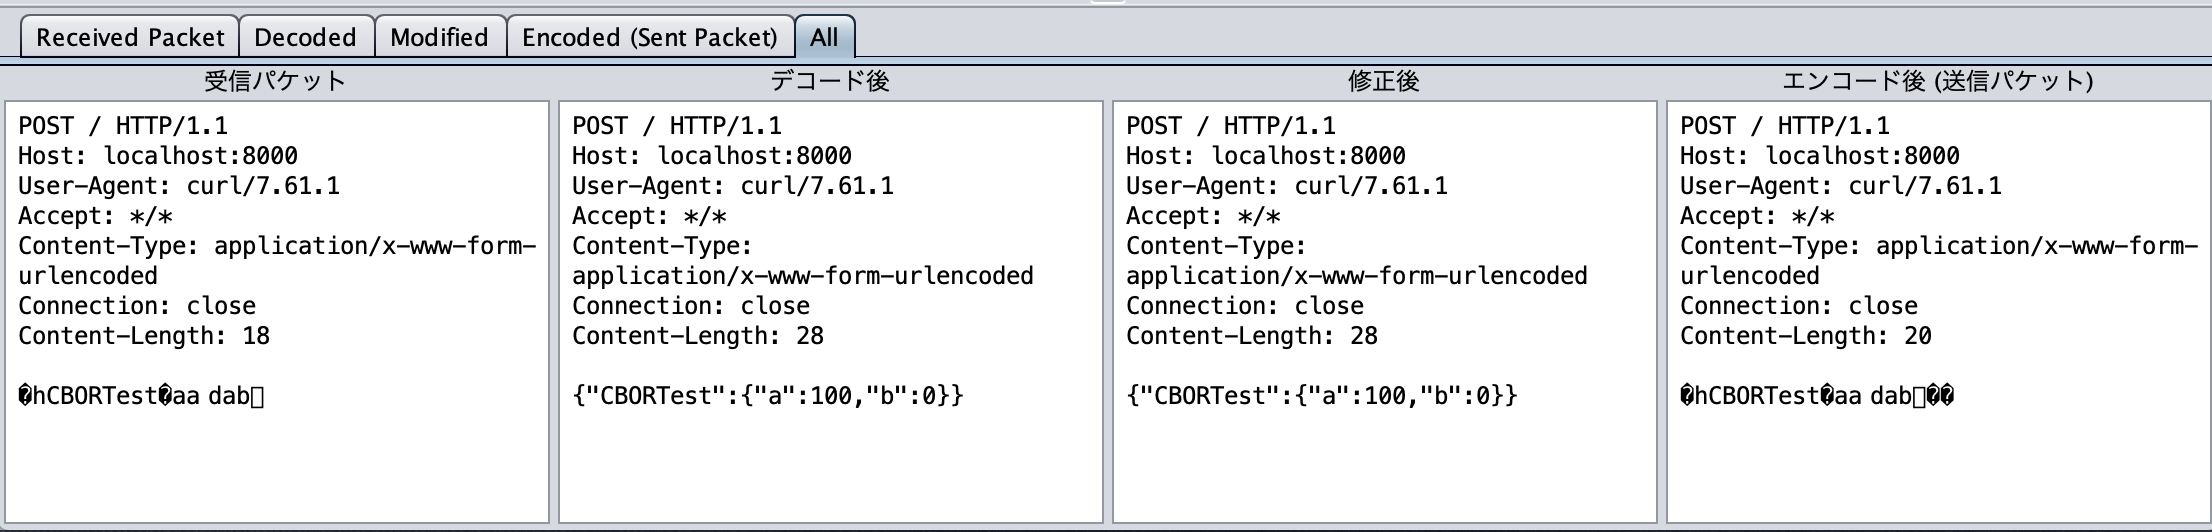 Received Packet Decoded Modified Encoded (Sent Packet) All
受信パケット
POST / HTTP/1.1
Host: localhost:8000
User-Agent: curl/7.61.1
Accept: */*
Content-Type: application/x-www-form-
urlencoded
Connection: close
Content-Length: 18
�hCBORTest�aa dab▯
デコード後
POST / HTTP/1.1
Host: localhost:8000
User-Agent: curl/7.61.1
Accept: */*
Content-Type:
application/x-www-form-urlencoded
Connection: close
Content-Length: 28
{"CBORTest":{"a":100,"b":0}}
修正後
POST / HTTP/1.1
Host: localhost:8000
User-Agent: curl/7.61.1
Accept: */*
Content-Type:
application/x-www-form-urlencoded
Connection: close
Content-Length: 28
{"CBORTest":{"a":100,"b":0}}
エンコード後 (送信パケット)
POST / HTTP/1.1
Host: localhost:8000
User-Agent: curl/7.61.1
Accept: */*
Content-Type: application/x-www-form-
urlencoded
Connection: close
Content-Length: 20
�hCBORTest�aa dab▯��